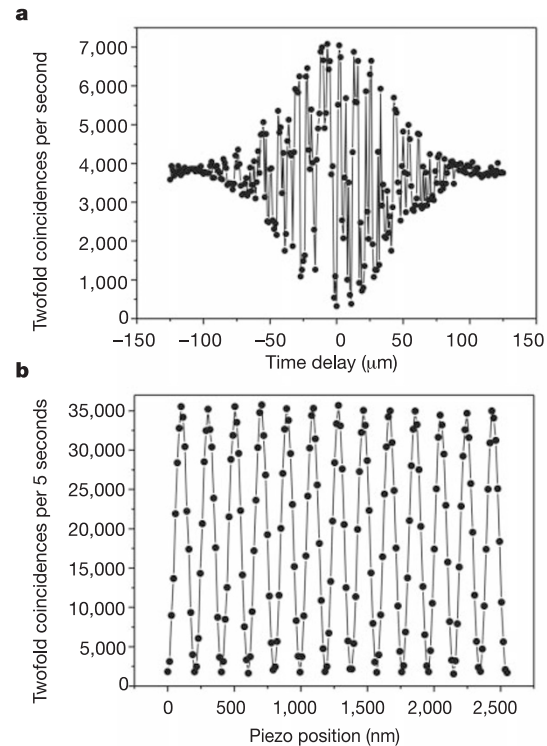 a
Twofold coincidences per second
7,000
6,000
5,000
4,000
3,000
2,000
1,000
0
−150 −100 −50 0 50 100 150
Time delay (μm)
b
Twofold coincidences per 5 seconds
35,000
30,000
25,000
20,000
15,000
10,000
5,000
0
0 500 1,000 1,500 2,000 2,500
Piezo position (nm)